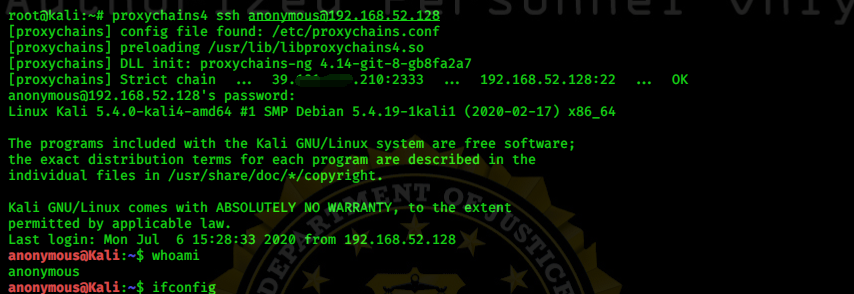 Authorized Personnel Only
root@kali:~# proxychains4 ssh anonymous@192.168.52.128
[proxychains] config file found: /etc/proxychains.conf
[proxychains] preloading /usr/lib/libproxychains4.so
[proxychains] DLL init: proxychains-ng 4.14-git-8-gb8fa2a7
[proxychains] Strict chain ... 39. .210:2333 ... 192.168.52.128:22 ... OK
anonymous@192.168.52.128's password:
Linux Kali 5.4.0-kali4-amd64 #1 SMP Debian 5.4.19-1kali1 (2020-02-17) x86_64
The programs included with the Kali GNU/Linux system are free software;
the exact distribution terms for each program are described in the
individual files in /usr/share/doc/*/copyright.
Kali GNU/Linux comes with ABSOLUTELY NO WARRANTY, to the extent
permitted by applicable law.
Last login: Mon Jul  6 15:28:33 2020 from 192.168.52.128
anonymous@Kali:~$ whoami
anonymous
anonymous@Kali:~$ ifconfig
DEPARTMENT OF JUSTICE